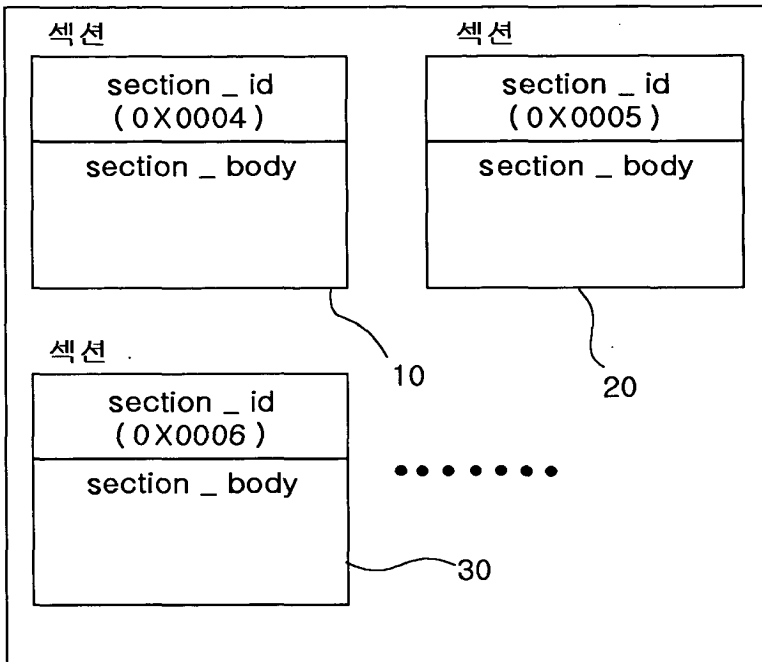 섹션
section _ id
(0X0004)
section _ body
10
섹션
section _ id
(0X0005)
section _ body
20
섹션
section _ id
(0X0006)
section _ body
30